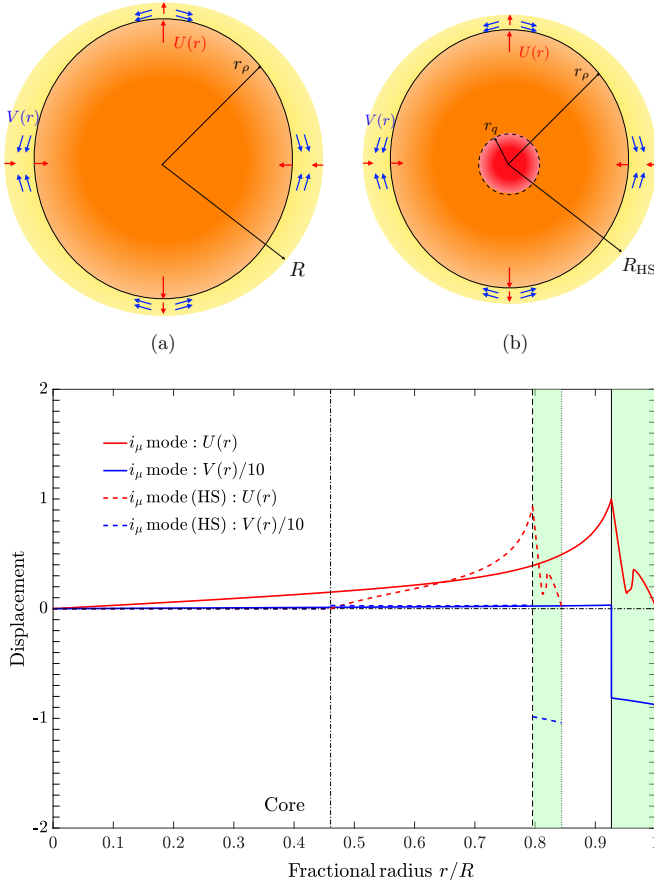 U(r)
r_ρ
V(r)
R
U(r)
r_ρ
V(r)
r_q
R_HS
(a)
(b)
2
1
0
-1
-2
i_μ mode : U(r)
i_μ mode : V(r)/10
i_μ mode (HS) : U(r)
i_μ mode (HS) : V(r)/10
Displacement
Core
0 0.1 0.2 0.3 0.4 0.5 0.6 0.7 0.8 0.9 1
Fractional radius r/R